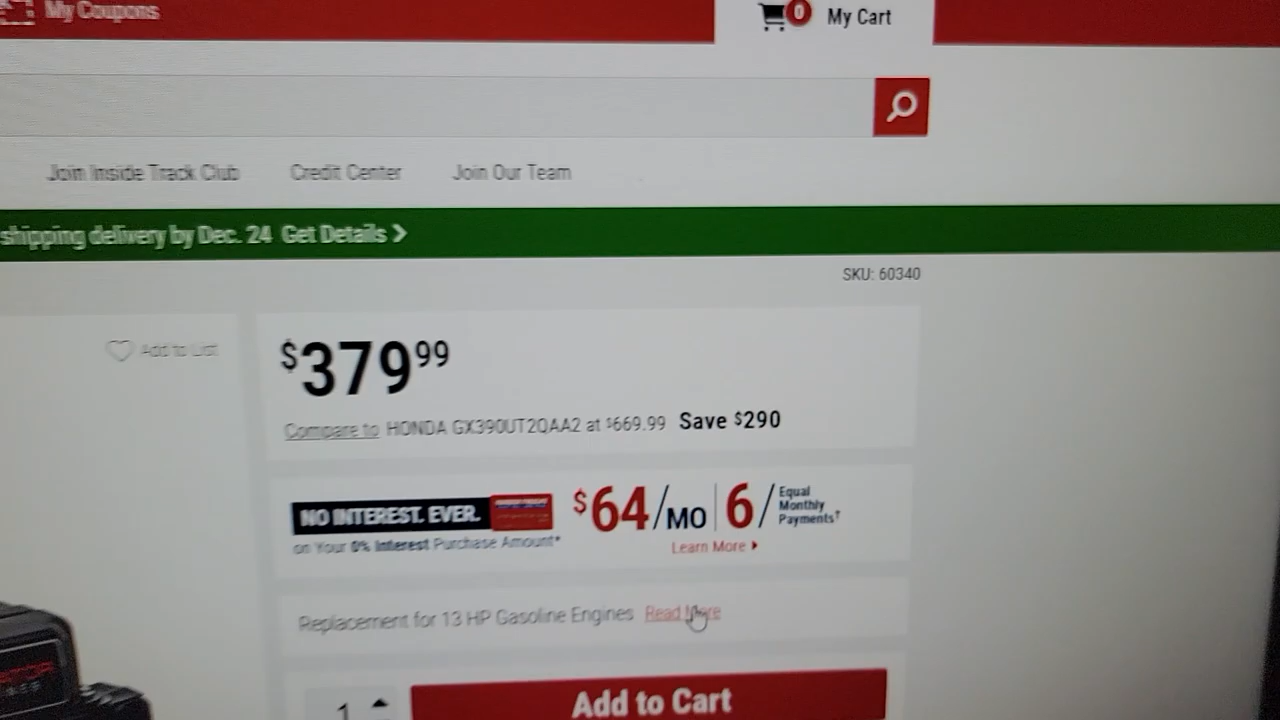 My Coupons
0 My Cart
Join Inside Track Club Credit Center Join Our Team
shipping delivery by Dec. 24 Get Details
SKU: 60340
Add to List
$379 99
Compare to HONDA GX390UT2QAA2 at $669.99 Save $290
NO INTEREST. EVER. $64/MO 6/ Equal Monthly Payments†
on Your 0% Interest Purchase Amount*
Learn More
Replacement for 13 HP Gasoline Engines Read More
1 Add to Cart